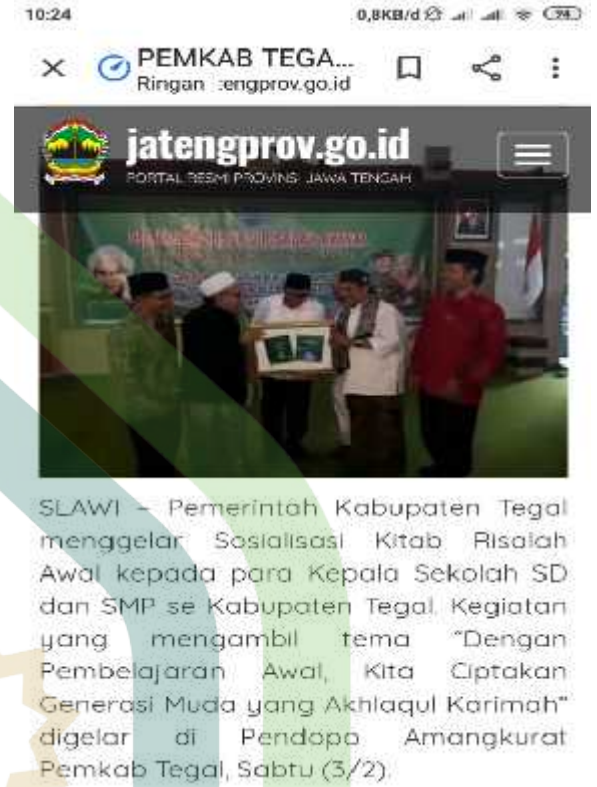 10:24
0,8KB/d
74
PEMKAB TEGA...
Ringan :engprov.go.id
jatengprov.go.id
PORTAL RESMI PROVINSI JAWA TENGAH
SLAWI – Pemerintah Kabupaten Tegal
menggelar Sosialisasi Kitab Risalah
Awal kepada para Kepala Sekolah SD
dan SMP se Kabupaten Tegal. Kegiatan
yang mengambil tema "Dengan
Pembelajaran Awal, Kita Ciptakan
Generasi Muda yang Akhlaqul Karimah"
digelar di Pendopo Amangkurat
Pemkab Tegal, Sabtu (3/2).